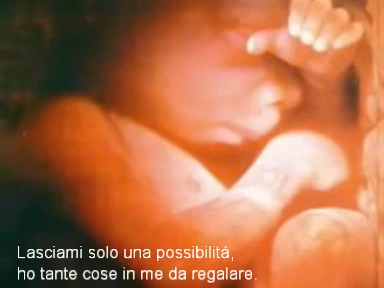 Lasciami solo una possibilità,
ho tante cose in me da regalare.